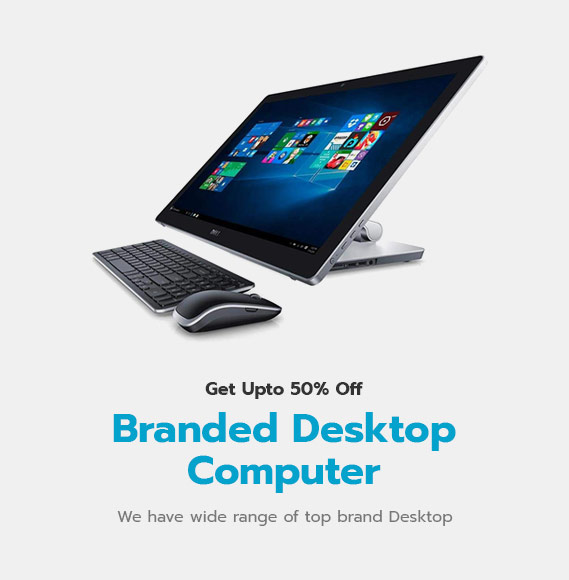 Get Upto 50% Off
Branded Desktop
Computer
We have wide range of top brand Desktop